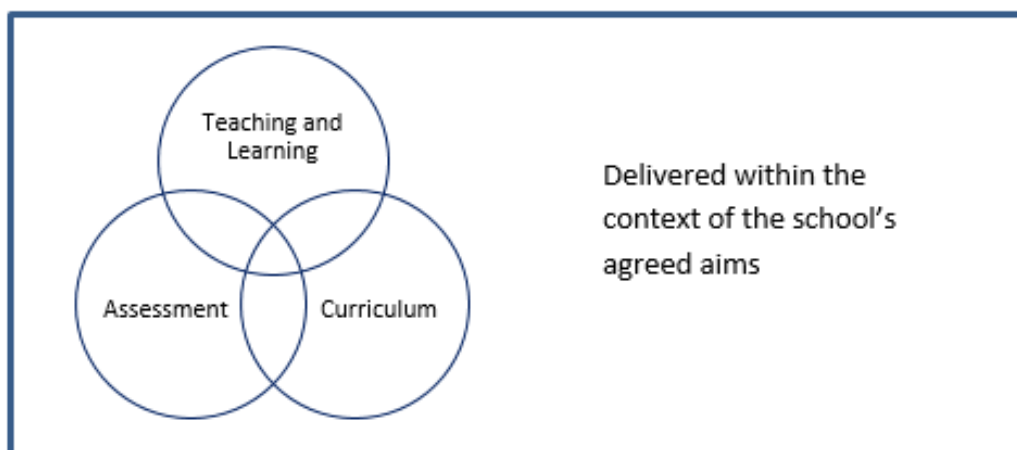 Teaching and
Learning
Assessment
Curriculum
Delivered within the
context of the school’s
agreed aims